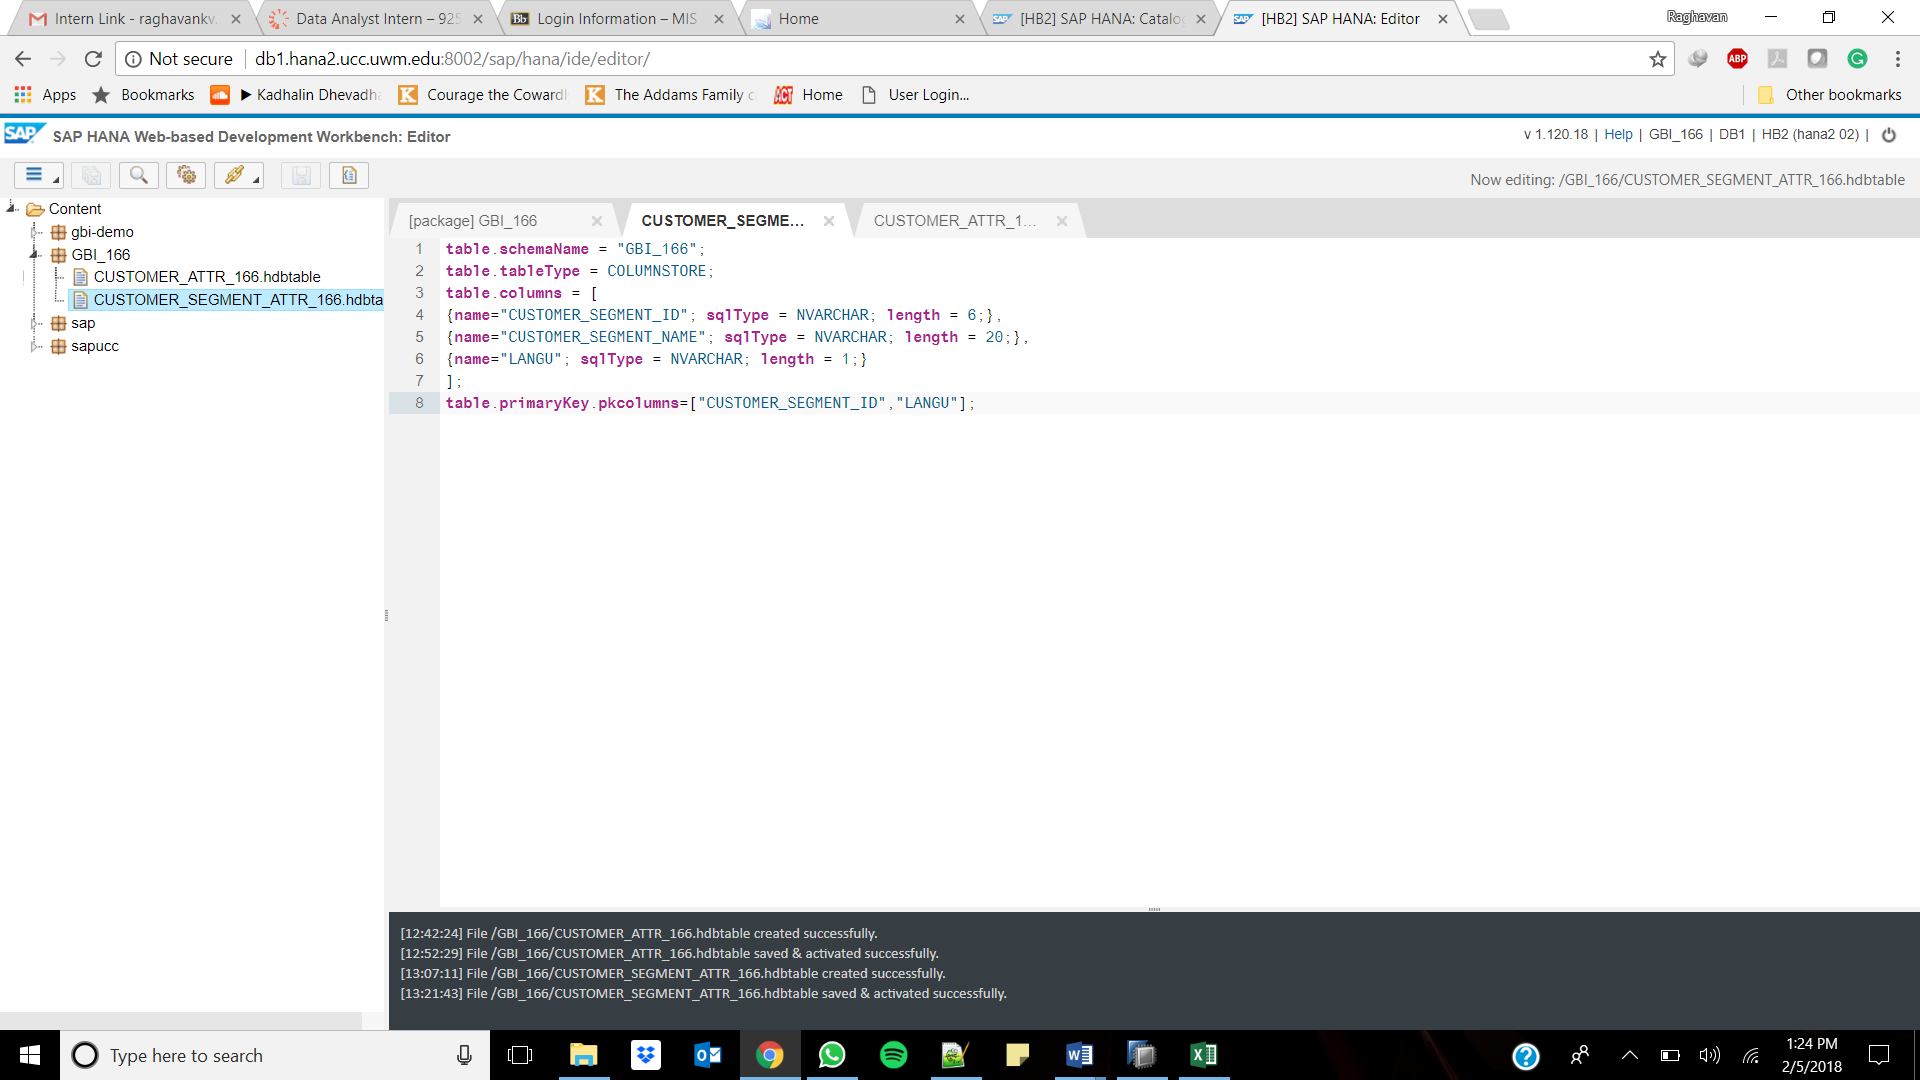 Intern Link - raghavankv.
Data Analyst Intern – 925
Bb Login Information – MIS
Home
SAP [HB2] SAP HANA: Catalo
SAP [HB2] SAP HANA: Editor
Raghavan
Not secure
db1.hana2.ucc.uwm.edu:8002/sap/hana/ide/editor/
ABP
Apps
Bookmarks
Kadhalin Dhevadha
K Courage the Coward
K The Addams Family c
ACT Home
User Login...
Other bookmarks
SAP SAP HANA Web-based Development Workbench: Editor
v 1.120.18 | Help | GBI_166 | DB1 | HB2 (hana2 02) |
Now editing: /GBI_166/CUSTOMER_SEGMENT_ATTR_166.hdbtable
Content
gbi-demo
GBI_166
CUSTOMER_ATTR_166.hdbtable
CUSTOMER_SEGMENT_ATTR_166.hdbta
sap
sapucc
[package] GBI_166
CUSTOMER_SEGME...
CUSTOMER_ATTR_1...
1 table.schemaName = "GBI_166";
2 table.tableType = COLUMNSTORE;
3 table.columns = [
4 {name="CUSTOMER_SEGMENT_ID"; sqlType = NVARCHAR; length = 6;},
5 {name="CUSTOMER_SEGMENT_NAME"; sqlType = NVARCHAR; length = 20;},
6 {name="LANGU"; sqlType = NVARCHAR; length = 1;}
7 ];
8 table.primaryKey.pkcolumns=["CUSTOMER_SEGMENT_ID","LANGU"];
[12:42:24] File /GBI_166/CUSTOMER_ATTR_166.hdbtable created successfully.
[12:52:29] File /GBI_166/CUSTOMER_ATTR_166.hdbtable saved & activated successfully.
[13:07:11] File /GBI_166/CUSTOMER_SEGMENT_ATTR_166.hdbtable created successfully.
[13:21:43] File /GBI_166/CUSTOMER_SEGMENT_ATTR_166.hdbtable saved & activated successfully.
Type here to search
1:24 PM
2/5/2018